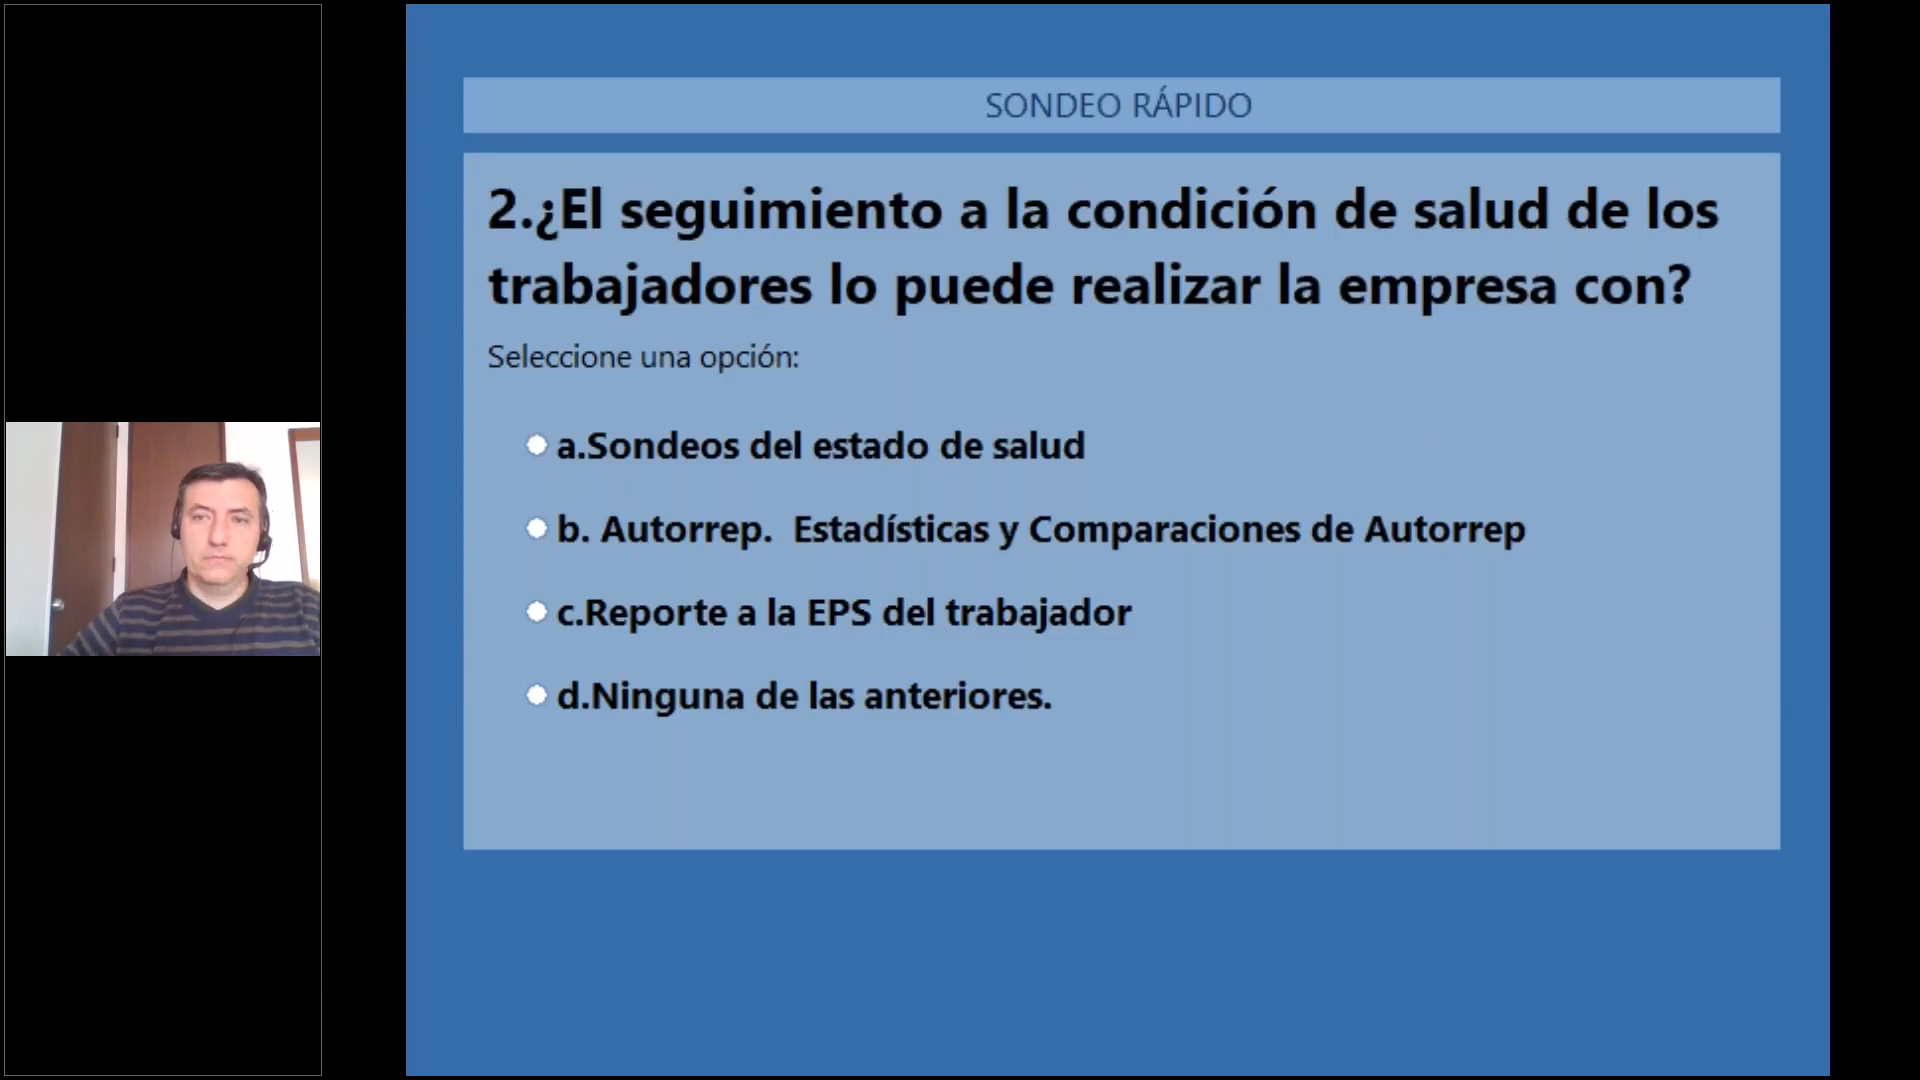 SONDEO RÁPIDO
2.¿El seguimiento a la condición de salud de los
trabajadores lo puede realizar la empresa con?
Seleccione una opción:
a.Sondeos del estado de salud
b. Autorrep.  Estadísticas y Comparaciones de Autorrep
c.Reporte a la EPS del trabajador
d.Ninguna de las anteriores.